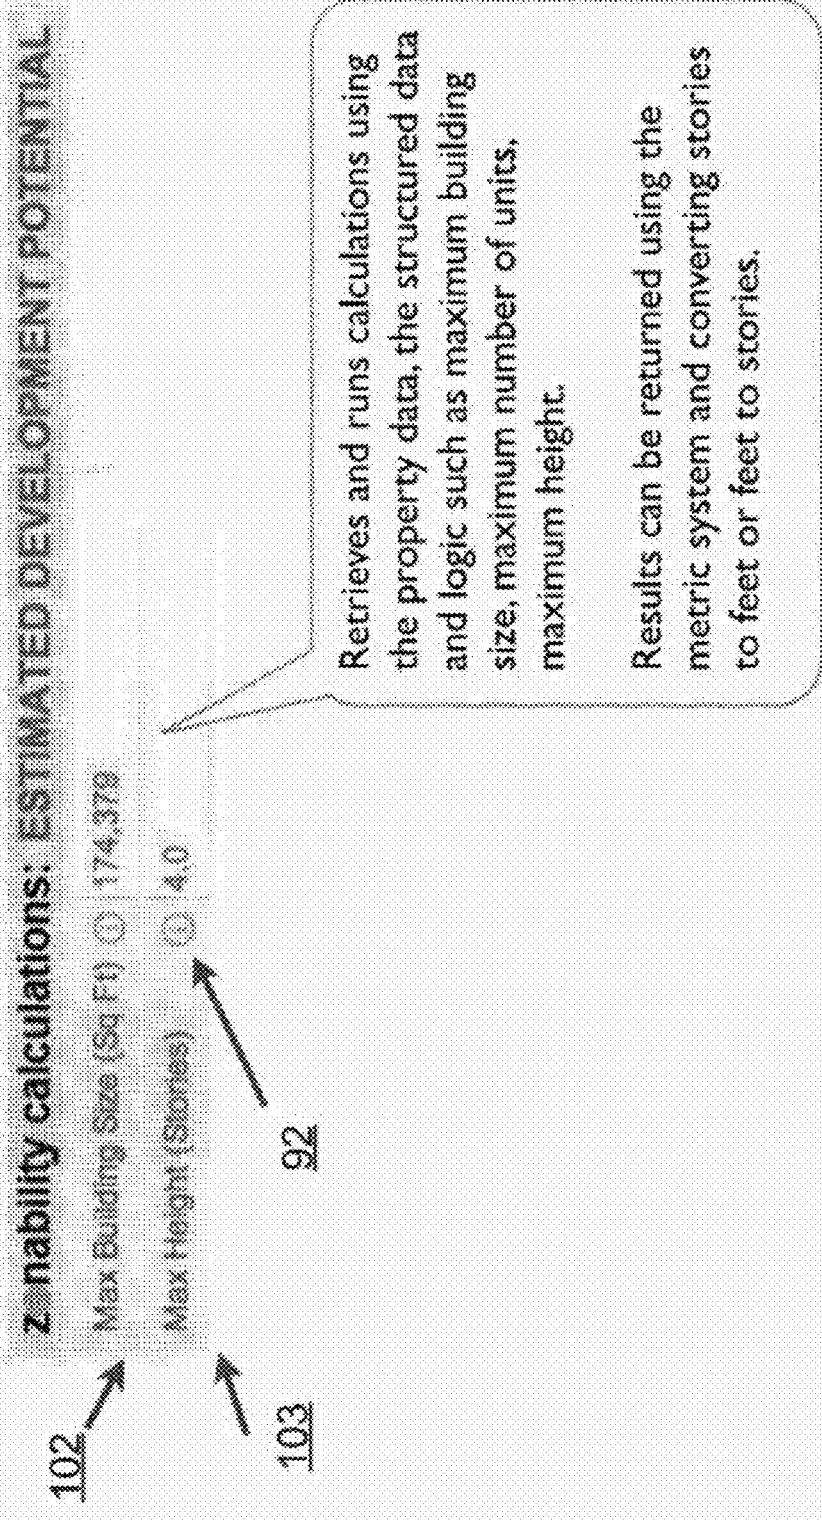 zonability calculations: ESTIMATED DEVELOPMENT POTENTIAL
102
Max Building Size (Sq Ft) ⓘ 174,379
103
Max Height (Stories) ⓘ 4.0
92
Retrieves and runs calculations using
the property data, the structured data
and logic such as maximum building
size, maximum number of units,
maximum height.
Results can be returned using the
metric system and converting stories
to feet or feet to stories.